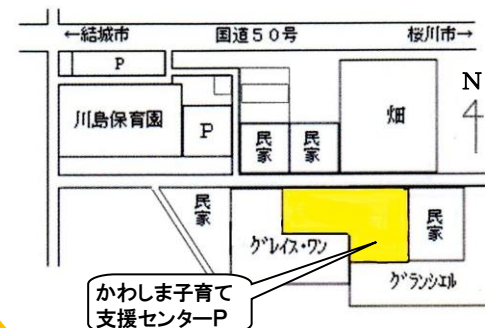 ←結城市 国道50号 桜川市→
P
N
川島保育園
P
民家
民家
畑
民家
グレイス・ワン
民家
グランシエル
かわしま子育て
支援センターP